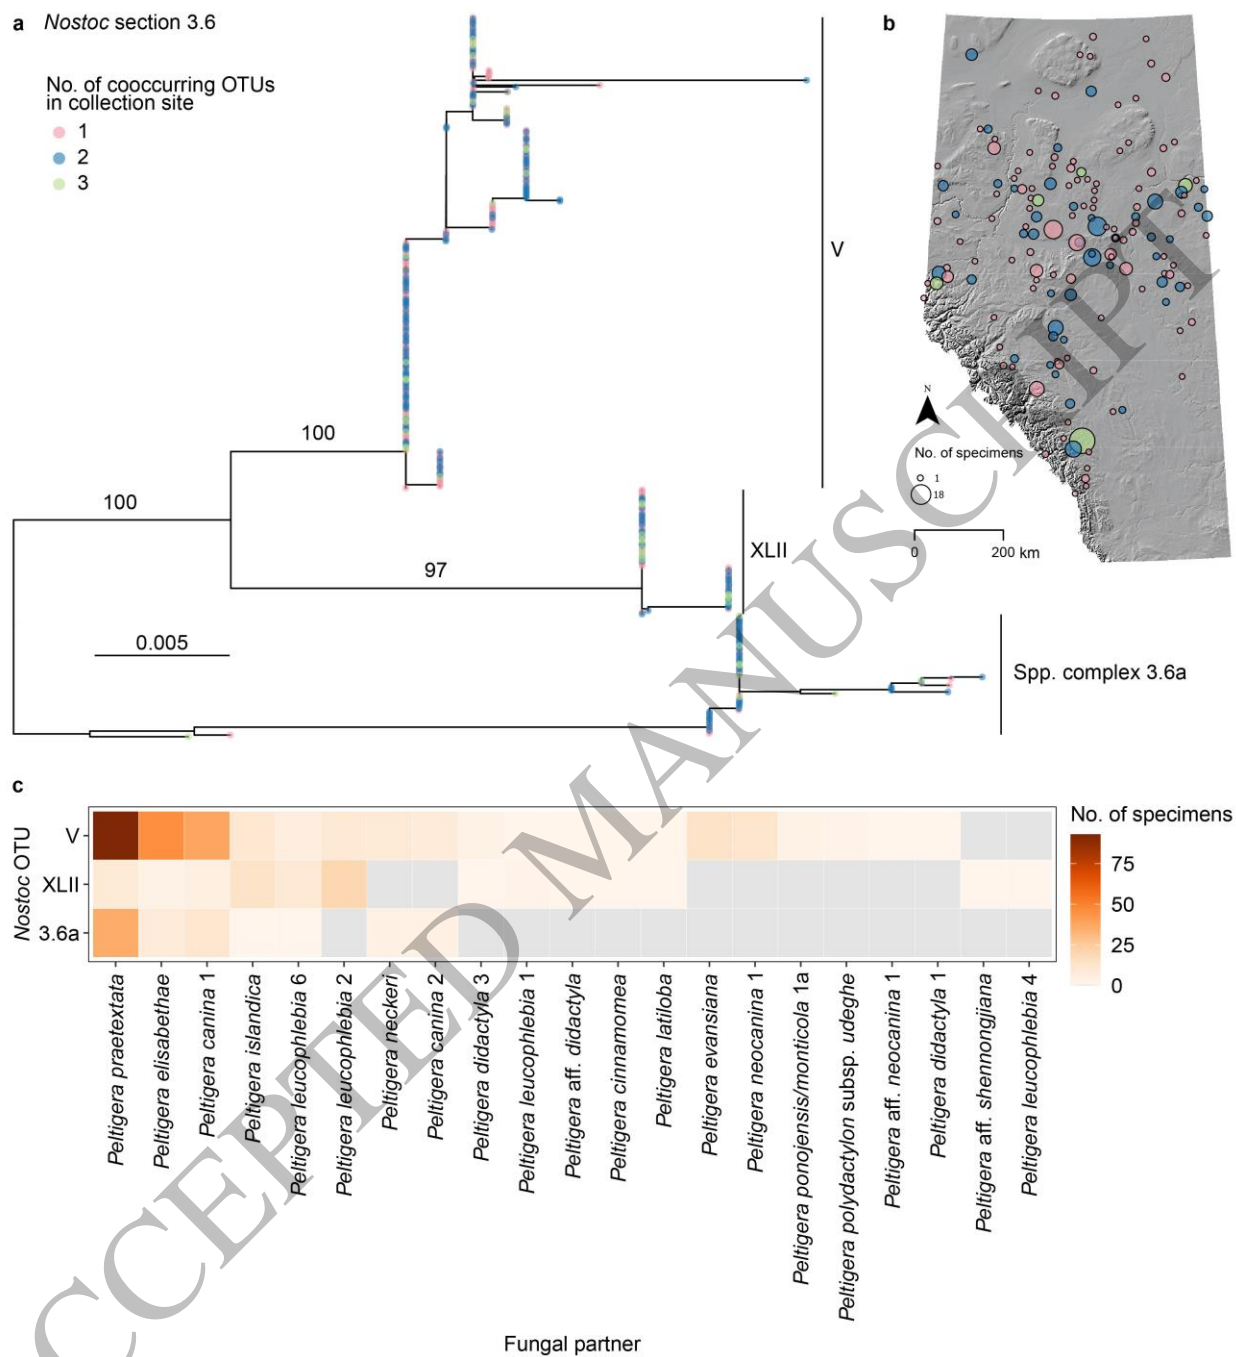 a Nostoc section 3.6
No. of cooccurring OTUs
in collection site
1
2
3
100
100
97
0.005
V
XLII
Spp. complex 3.6a
b
N
No. of specimens
1
18
0 200 km
c
Nostoc OTU
V
XLII
3.6a
No. of specimens
75
50
25
0
Peltigera praetextata
Peltigera elisabethae
Peltigera canina 1
Peltigera islandica
Peltigera leucophlebia 6
Peltigera leucophlebia 2
Peltigera neckeri
Peltigera canina 2
Peltigera didactyla 3
Peltigera leucophlebia 1
Peltigera aff. didactyla
Peltigera cinnamomea
Peltigera latiloba
Peltigera evansiana
Peltigera neocanina 1
Peltigera ponojensis/monticola 1a
Peltigera polydactylon subsp. udeghe
Peltigera aff. neocanina 1
Peltigera didactyla 1
Peltigera aff. shennongjiana
Peltigera leucophlebia 4
Fungal partner
CCEPTED MANUSCRIPT